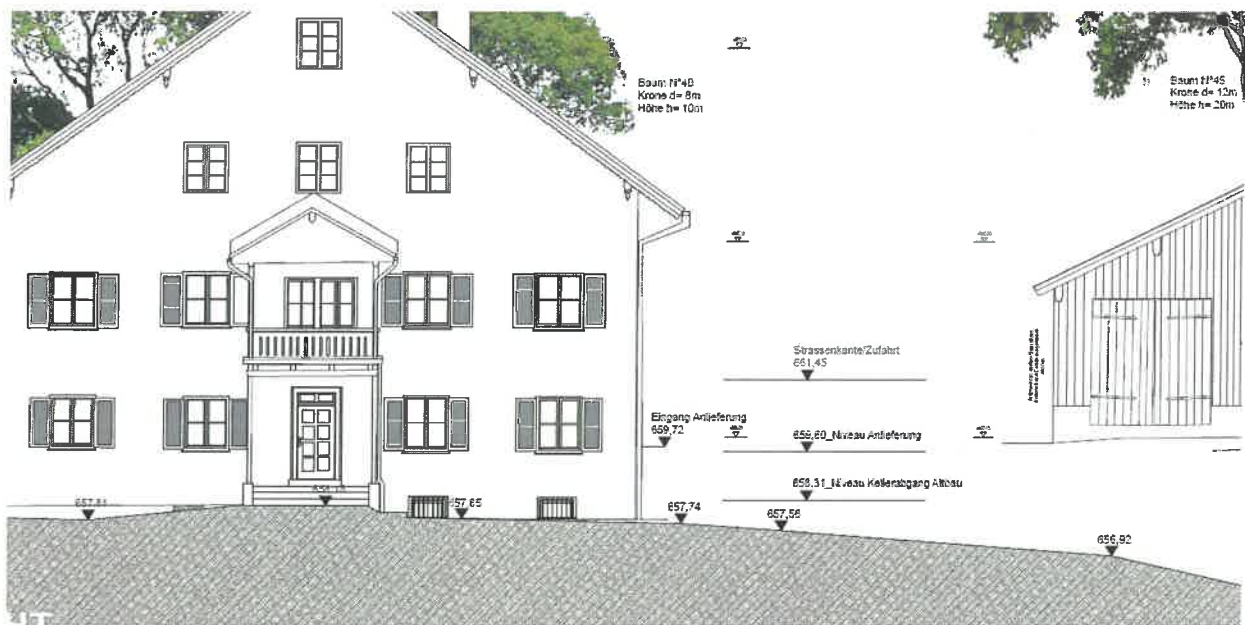 Baum N°48
Krone d= 8m
Höhe h= 10m
Baum N°45
Krone d= 12m
Höhe h= 20m
Strassenkante/Zufahrt
661,45
Eingang Anlieferung
659,72
659,60_Niveau Anlieferung
658,31_Niveau Kellerabgang Altbau
657,81
657,65
657,74
657,58
656,92